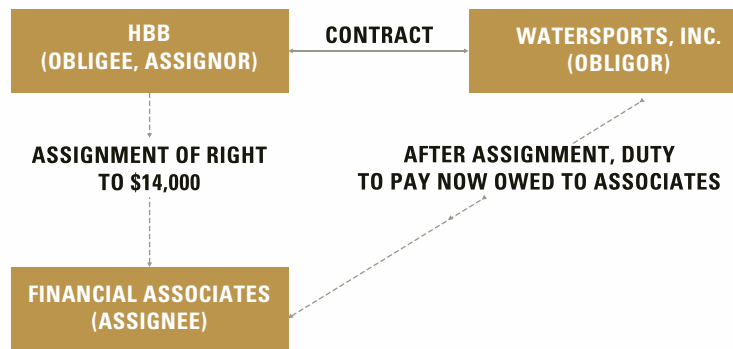 HBB
(OBLIGEE, ASSIGNOR)
CONTRACT
WATERSPORTS, INC.
(OBLIGOR)
ASSIGNMENT OF RIGHT
TO $14,000
AFTER ASSIGNMENT, DUTY
TO PAY NOW OWED TO ASSOCIATES
FINANCIAL ASSOCIATES
(ASSIGNEE)